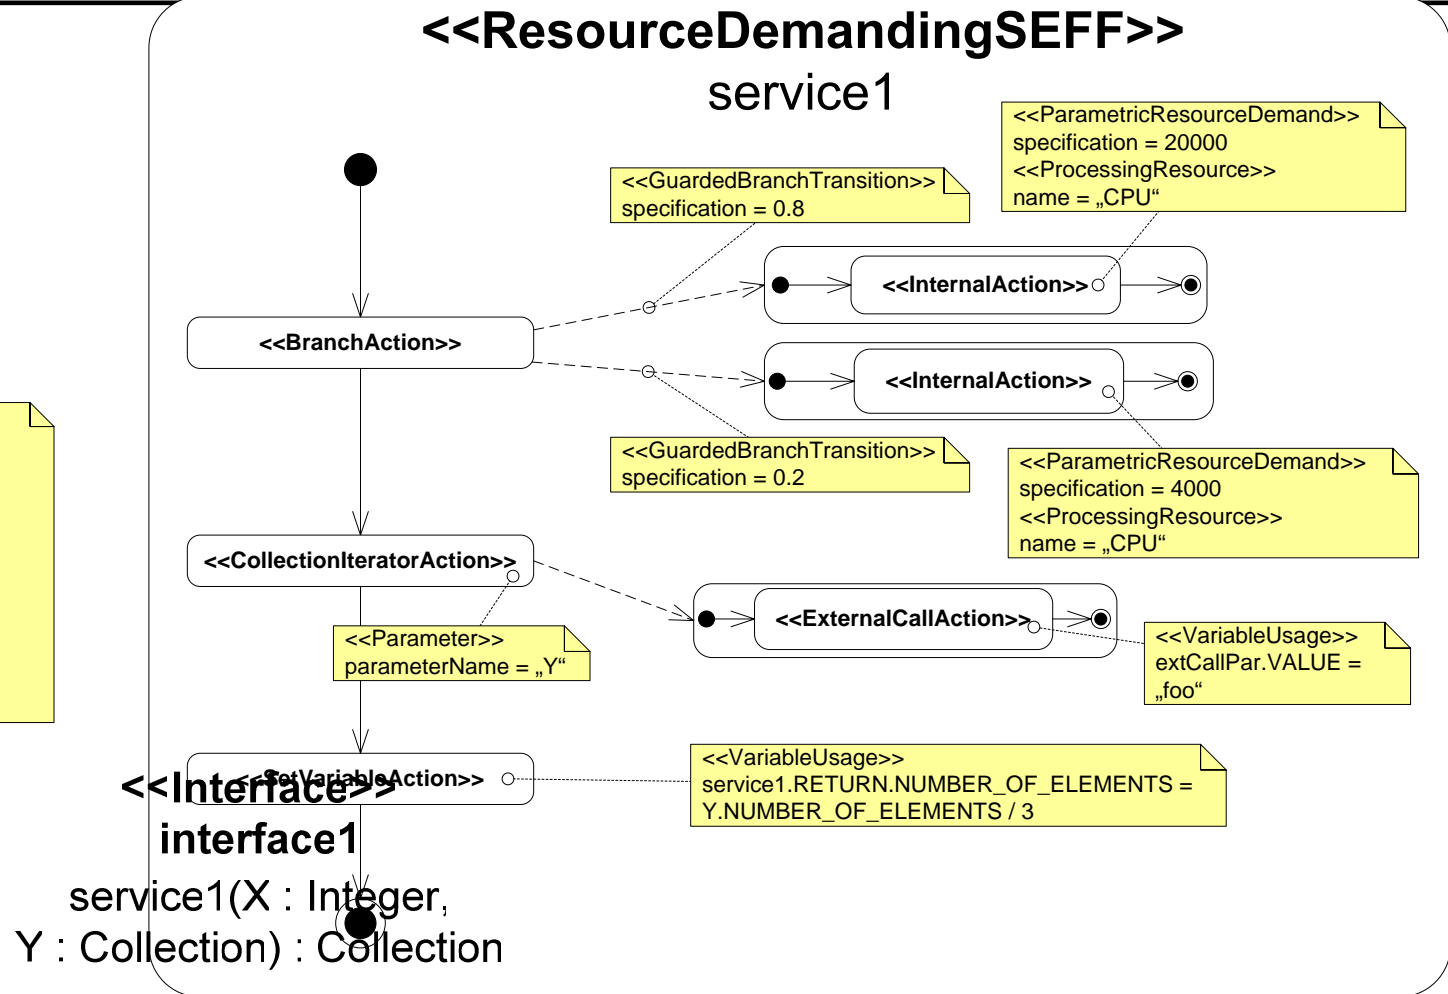 <<ResourceDemandingSEFF>>
service1
<<ParametricResourceDemand>>
specification = 20000
<<ProcessingResource>>
name = „CPU“
<<GuardedBranchTransition>>
specification = 0.8
<<InternalAction>>
<<BranchAction>>
<<InternalAction>>
<<GuardedBranchTransition>>
specification = 0.2
<<ParametricResourceDemand>>
specification = 4000
<<ProcessingResource>>
name = „CPU“
<<CollectionIteratorAction>>
<<Parameter>>
parameterName = „Y“
<<ExternalCallAction>>
<<VariableUsage>>
extCallPar.VALUE =
„foo“
<<SetVariableAction>>
<<VariableUsage>>
service1.RETURN.NUMBER_OF_ELEMENTS =
Y.NUMBER_OF_ELEMENTS / 3
<<Interface>>
interface1
service1(X : Integer,
Y : Collection) : Collection